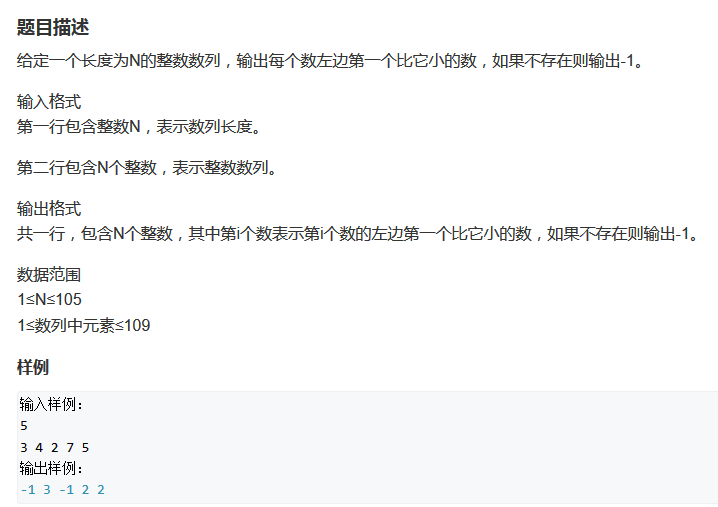 题目描述
给定一个长度为N的整数数列，输出每个数左边第一个比它小的数，如果不存在则输出-1。
输入格式
第一行包含整数N，表示数列长度。
第二行包含N个整数，表示整数数列。
输出格式
共一行，包含N个整数，其中第i个数表示第i个数的左边第一个比它小的数，如果不存在则输出-1。
数据范围
1≤N≤105
1≤数列中元素≤109
样例
输入样例：
5
3 4 2 7 5
输出样例：
-1 3 -1 2 2